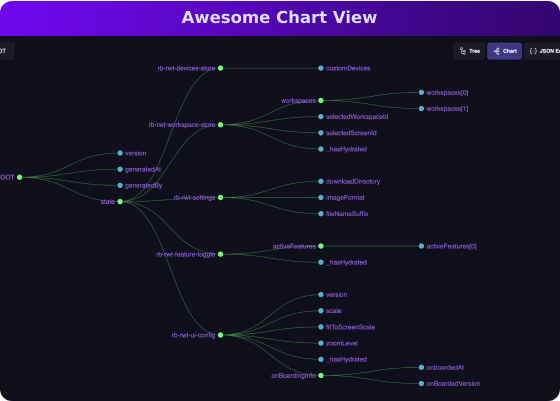 Awesome Chart View
OT
Tree
Chart
JSON E
rb-rwt-devices-store
customDevices
workspaces
workspaces[0]
workspaces[1]
selectedWorkspaceId
rb-rwt-workspace-store
selectedScreenId
_hasHydrated
version
generatedAt
OOT
generatedBy
state
downloadDirectory
rb-rwt-settings
imageFormat
fileNameSuffix
activeFeatures
activeFeatures[0]
rb-rwt-feature-toggle
_hasHydrated
version
scale
fitToScreenScale
rb-rwt-ui-config
zoomLevel
_hasHydrated
onBoardingInfo
onboardedAt
onBoardedVersion